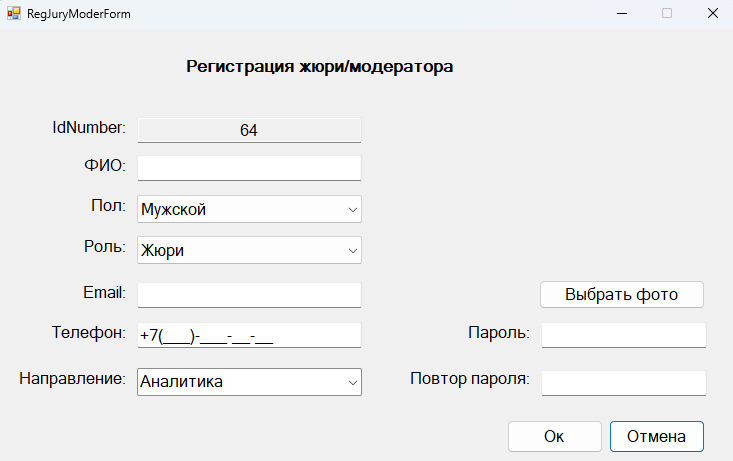 RegJuryModerForm
Регистрация жюри/модератора
IdNumber: 64
ФИО:
Пол: Мужской
Роль: Жюри
Email: Выбрать фото
Телефон: +7(___)-___-__-__ Пароль:
Направление: Аналитика Повтор пароля:
Ок Отмена